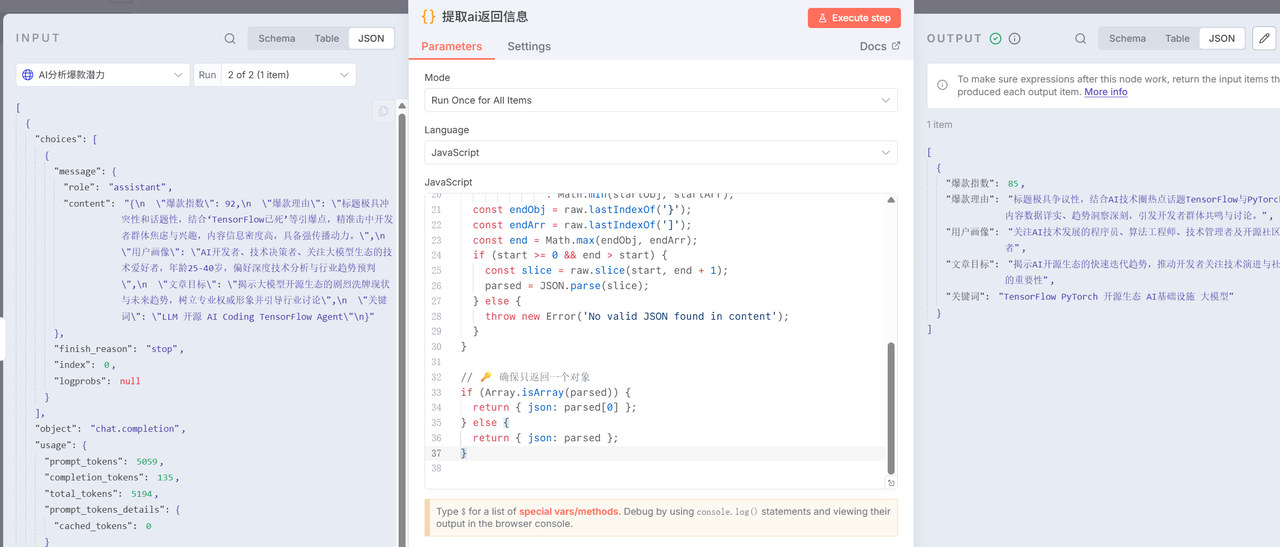 INPUT
Schema
Table
JSON
AI分析爆款潜力
Run
2 of 2 (1 item)
[
{
"choices": [
{
"message": {
"role": "assistant",
"content": "{\n  \"爆款指数\": 92,\n  \"爆款理由\": \"标题极具冲
突性和话题性，结合‘TensorFlow已死’等引爆点，精准击中开发
者群体焦虑与兴趣，内容信息密度高，具备强传播动力。\",\n
\"用户画像\": \"AI开发者、技术决策者、关注大模型生态的技
术爱好者，年龄25-40岁，偏好深度技术分析与行业趋势预判
\",\n  \"文章目标\": \"揭示大模型开源生态的剧烈洗牌现状
与未来趋势，树立专业权威形象并引导行业讨论\",\n  \"关键
词\": \"LLM 开源 AI Coding TensorFlow Agent\"\n}"
},
"finish_reason": "stop",
"index": 0,
"logprobs": null
}
],
"object": "chat.completion",
"usage": {
"prompt_tokens": 5059,
"completion_tokens": 135,
"total_tokens": 5194,
"prompt_tokens_details": {
"cached_tokens": 0
}
{} 提取ai返回信息
Execute step
Parameters
Settings
Docs
Mode
Run Once for All Items
Language
JavaScript
JavaScript
20 : Math.min(startObj, startArr);
21 const endObj = raw.lastIndexOf('}');
22 const endArr = raw.lastIndexOf(']');
23 const end = Math.max(endObj, endArr);
24 if (start >= 0 && end > start) {
25 const slice = raw.slice(start, end + 1);
26 parsed = JSON.parse(slice);
27 } else {
28 throw new Error('No valid JSON found in content');
29 }
30 }
31
32 // 🔑 确保只返回一个对象
33 if (Array.isArray(parsed)) {
34 return { json: parsed[0] };
35 } else {
36 return { json: parsed };
37 }
38
Type $ for a list of special vars/methods. Debug by using console.log() statements and viewing their
output in the browser console.
OUTPUT
Schema
Table
JSON
To make sure expressions after this node work, return the input items th
produced each output item. More info
1 item
[
{
"爆款指数": 85,
"爆款理由": "标题极具争议性，结合AI技术圈热点话题TensorFlow与PyTorch
内容数据详实、趋势洞察深刻，引发开发者群体共鸣与讨论。",
"用户画像": "关注AI技术发展的程序员、算法工程师、技术管理者及开源社区
者",
"文章目标": "揭示AI开源生态的快速迭代趋势，推动开发者关注技术演进与社
的重要性",
"关键词": "TensorFlow PyTorch 开源生态 AI基础设施 大模型"
}
]